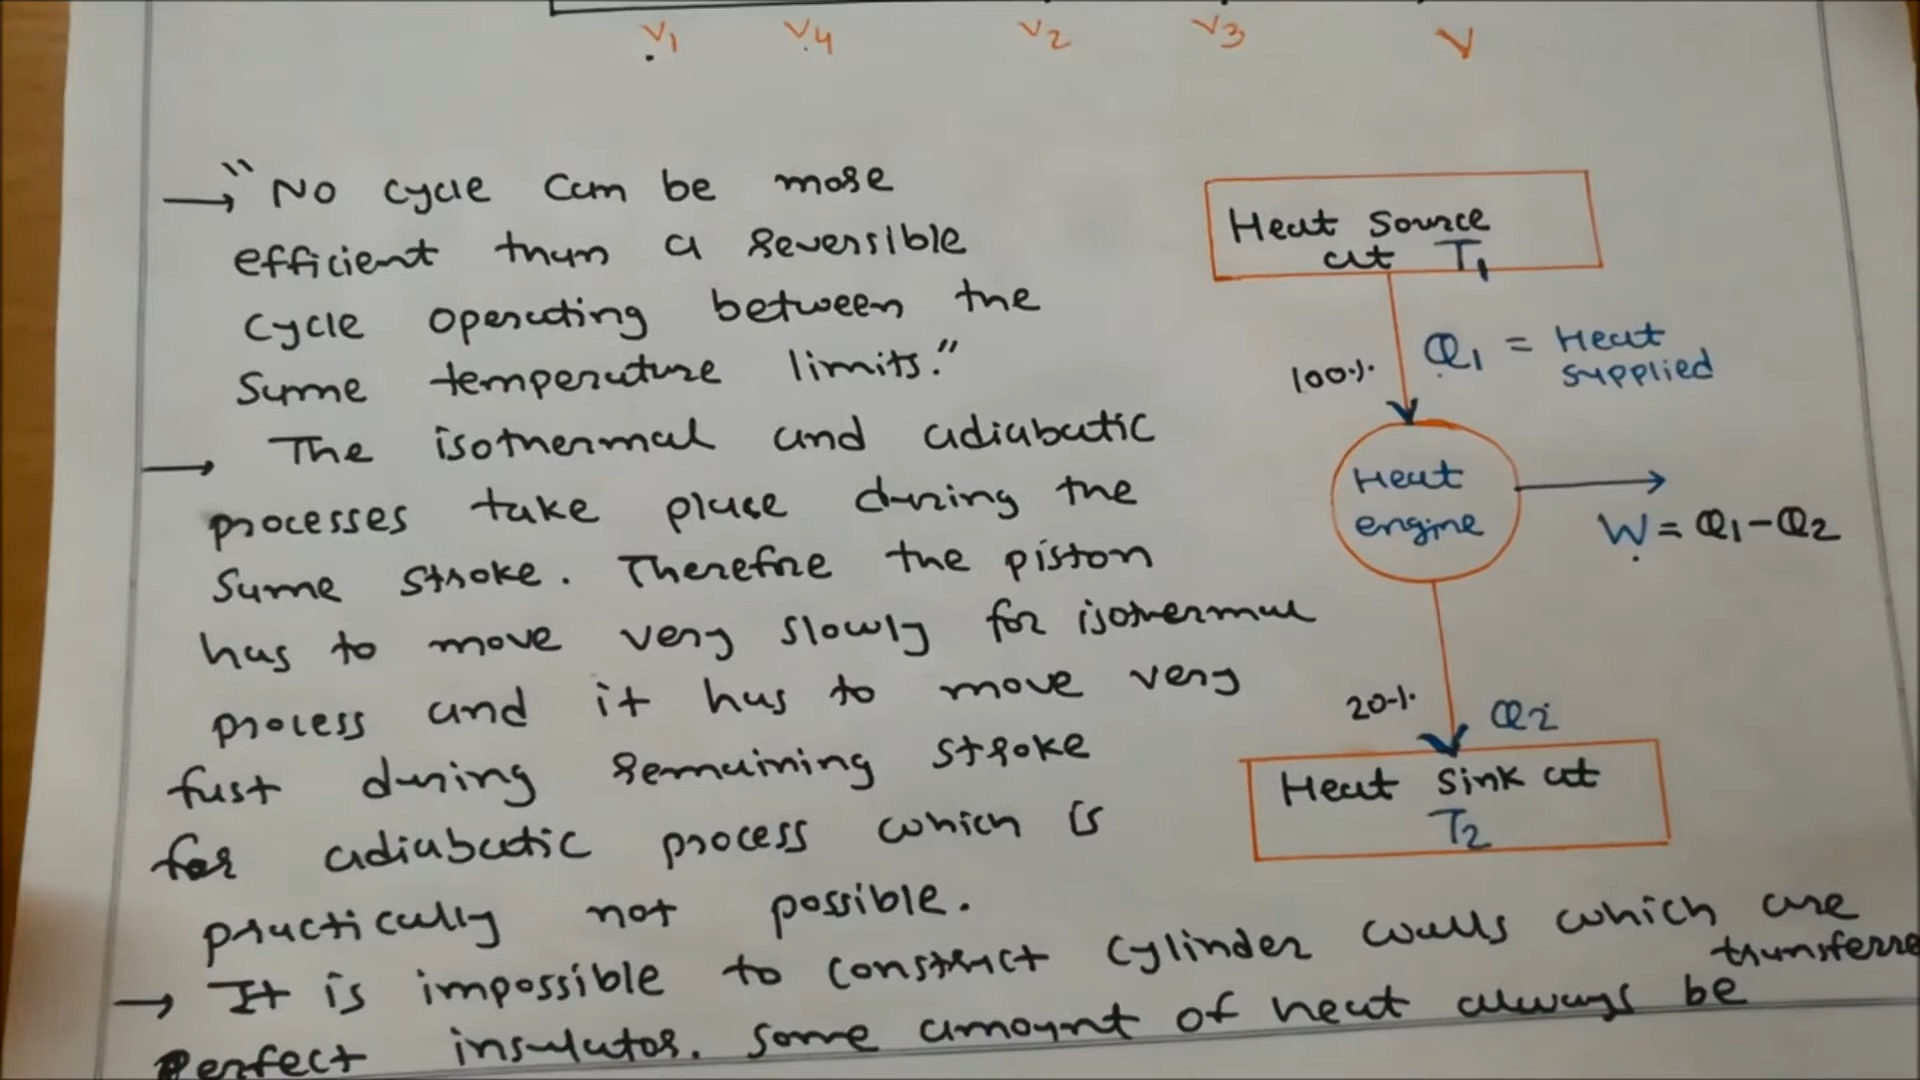 V1 V4 V2 V3 V
→ "No cycle can be more
efficient than a reversible
cycle operating between the
same temperature limits."
→ The isothermal and adiabatic
processes take place during the
same stroke. Therefore the piston
has to move very slowly for isothermal
process and it has to move very
fast during remaining stroke
for adiabatic process which is
practically not possible.
→ It is impossible to construct cylinder walls which are
perfect insulator. Some amount of heat always be transferre
Heat source
at T1
100%
Q1 = Heat
supplied
Heat
engine
W = Q1-Q2
20% Q2
Heat sink at
T2